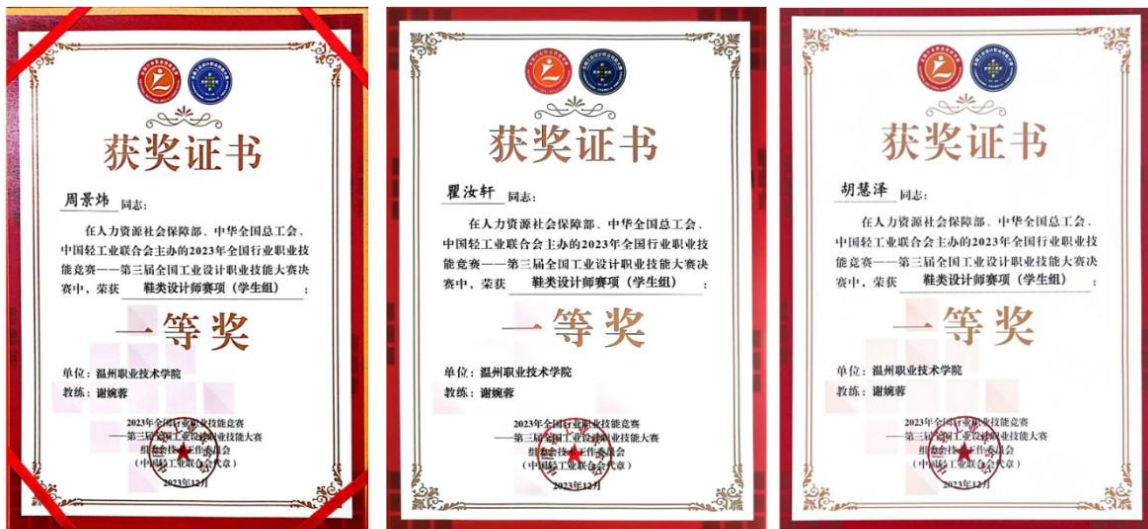 获奖证书
周景炜 同志:
在人力资源社会保障部、中华全国总工会、
中国轻工业联合会主办的2023年全国行业职业技
能竞赛——第三届全国工业设计职业技能大赛决
赛中,荣获 鞋类设计师赛项(学生组) :
一等奖
单位:温州职业技术学院
教练:谢婉蓉
2023年全国行业职业技能竞赛
——第三届全国工业设计职业技能大赛
组委会技术工作委员会
(中国轻工业联合会代章)
2023年12月
获奖证书
瞿汝轩 同志:
在人力资源社会保障部、中华全国总工会、
中国轻工业联合会主办的2023年全国行业职业技
能竞赛——第三届全国工业设计职业技能大赛决
赛中,荣获 鞋类设计师赛项(学生组) :
一等奖
单位:温州职业技术学院
教练:谢婉蓉
2023年全国行业职业技能竞赛
——第三届全国工业设计职业技能大赛
组委会技术工作委员会
(中国轻工业联合会代章)
2023年12月
获奖证书
胡慧泽 同志:
在人力资源社会保障部、中华全国总工会、
中国轻工业联合会主办的2023年全国行业职业技
能竞赛——第三届全国工业设计职业技能大赛决
赛中,荣获 鞋类设计师赛项(学生组) :
一等奖
单位:温州职业技术学院
教练:谢婉蓉
2023年全国行业职业技能竞赛
——第三届全国工业设计职业技能大赛
组委会技术工作委员会
(中国轻工业联合会代章)
2023年12月